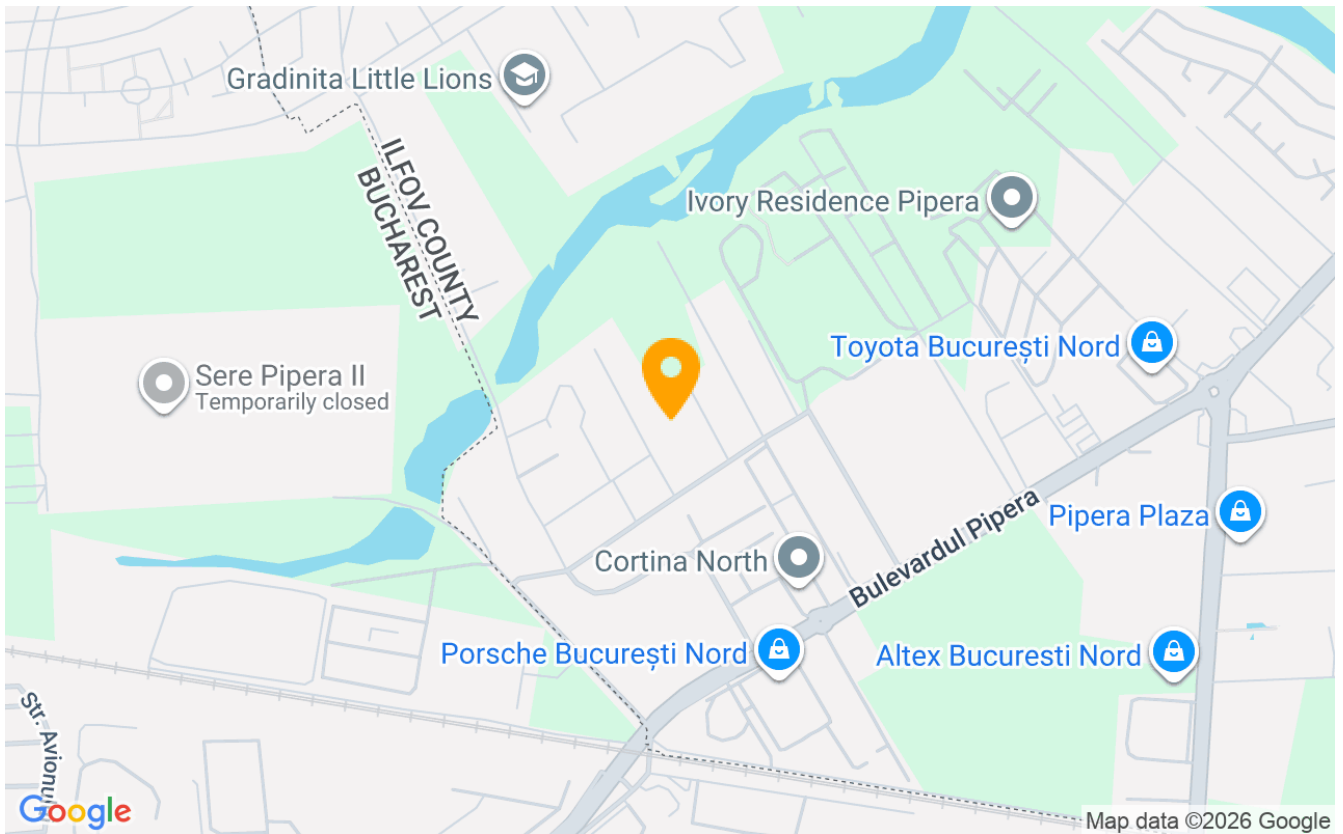 Gradinita Little Lions
ILFOV COUNTY
BUCHAREST
Ivory Residence Pipera
Toyota București Nord
Sere Pipera II
Temporarily closed
Pipera Plaza
Bulevardul Pipera
Cortina North
Porsche București Nord
Altex Bucuresti Nord
Str.
Google
Map data ©2026 Google